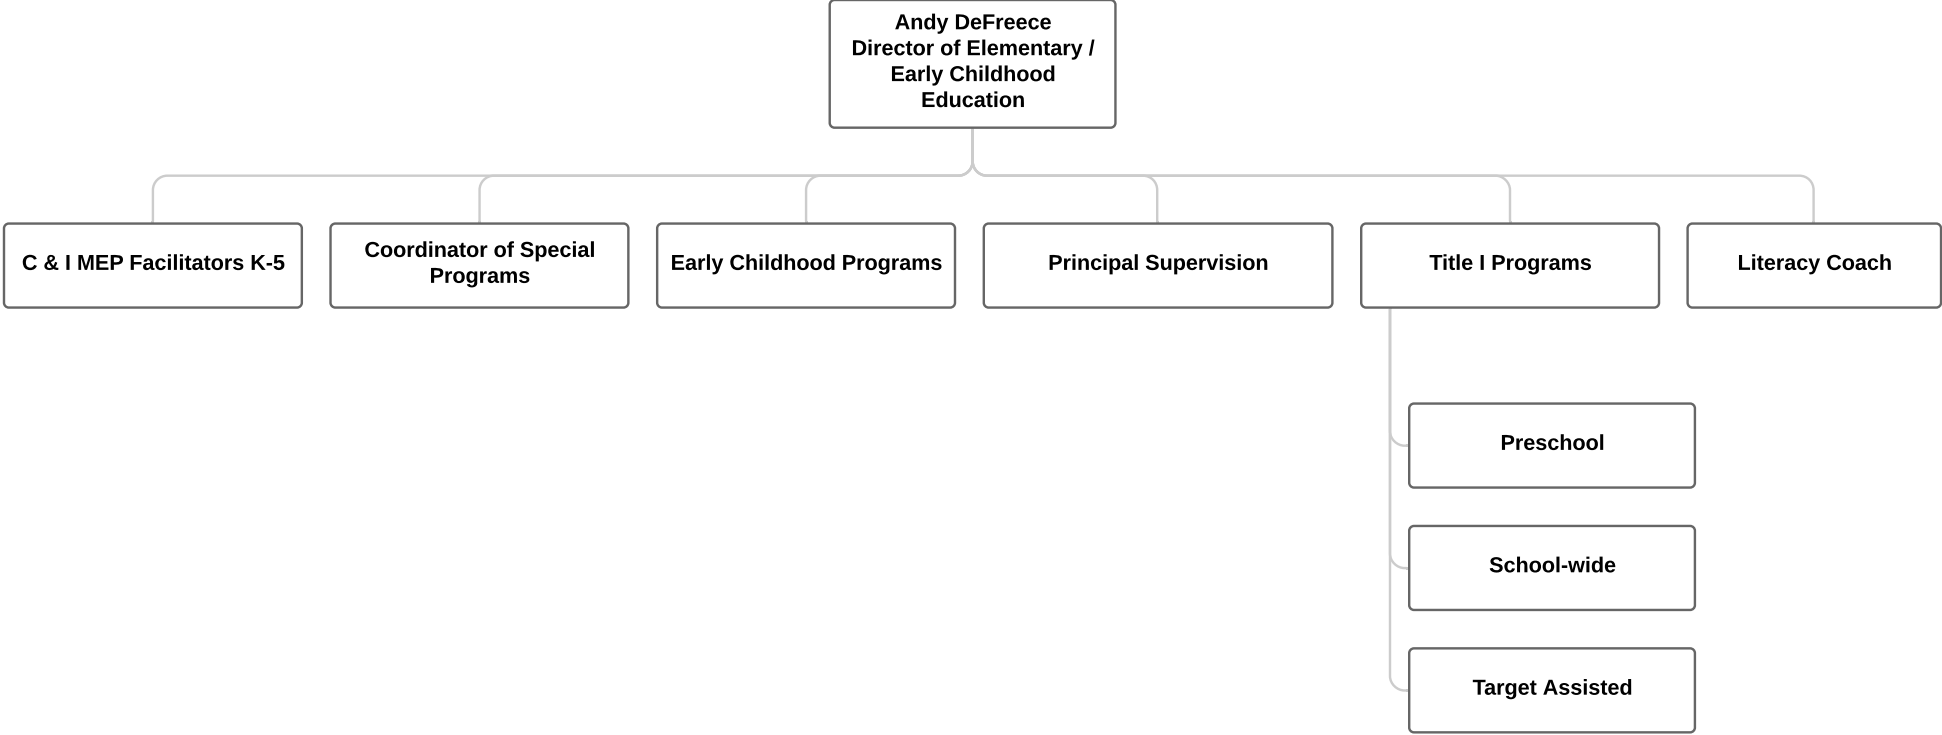 Andy DeFreece
Director of Elementary /
Early Childhood
Education
C & I MEP Facilitators K-5
Coordinator of Special
Programs
Early Childhood Programs
Principal Supervision
Title I Programs
Literacy Coach
Preschool
School-wide
Target Assisted